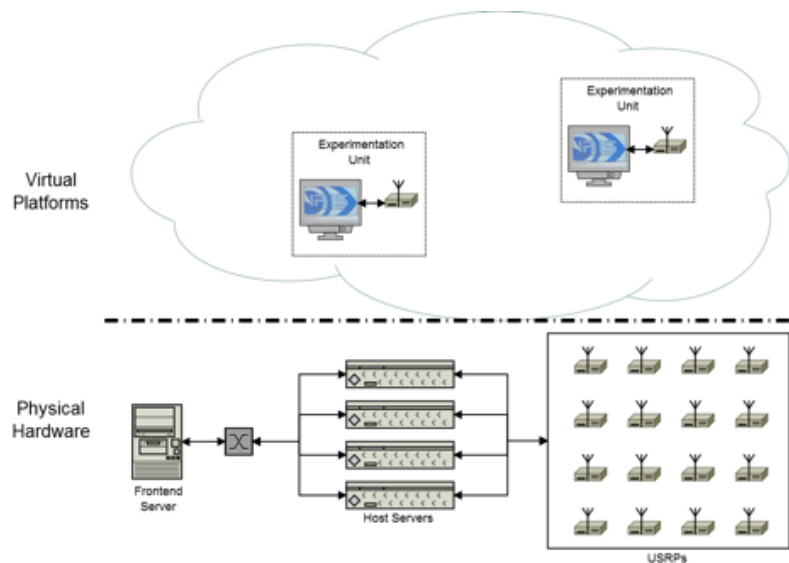 Experimentation
Unit
Experimentation
Unit
Virtual
Platforms
Physical
Hardware
Frontend
Server
Host Servers
USRPs